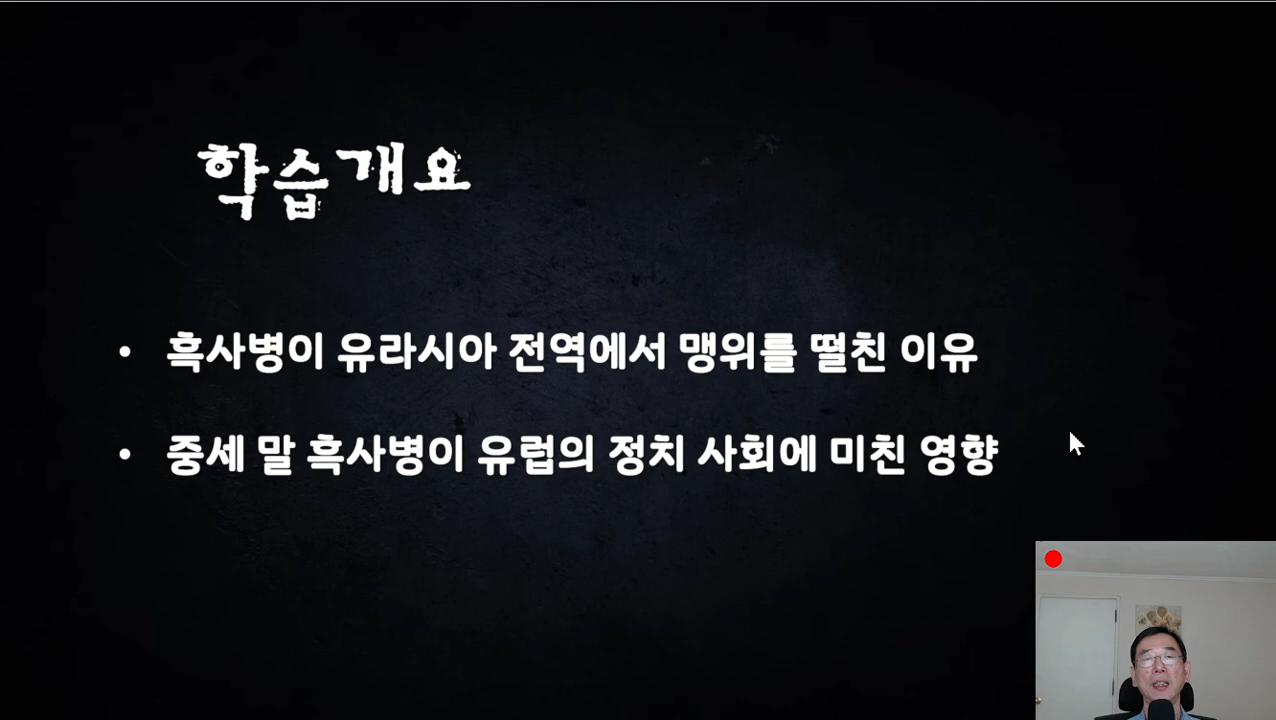 학습개요
• 흑사병이 유라시아 전역에서 맹위를 떨친 이유
• 중세 말 흑사병이 유럽의 정치 사회에 미친 영향